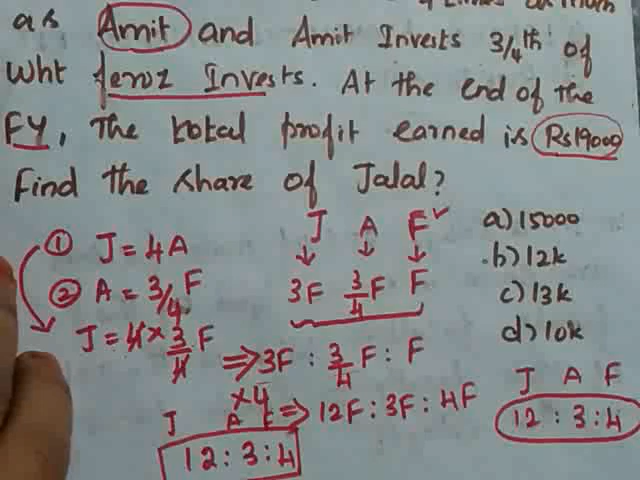 as Amit and Amit Invests 3/4th of
Wht feroz Invests. At the end of the
FY, The total profit earned is Rs19000
Find the share of Jalal?
① J = 4A
② A = 3/4 F
J = 4 × 3/4 F
J A F
3F 3/4F F
a) 15000
b) 12k
c) 13k
d) 10k
⇒ 3F : 3/4F : F
×4 ⇒ 12F : 3F : 4F
J A F
12 : 3 : 4
J A F
12 : 3 : 4